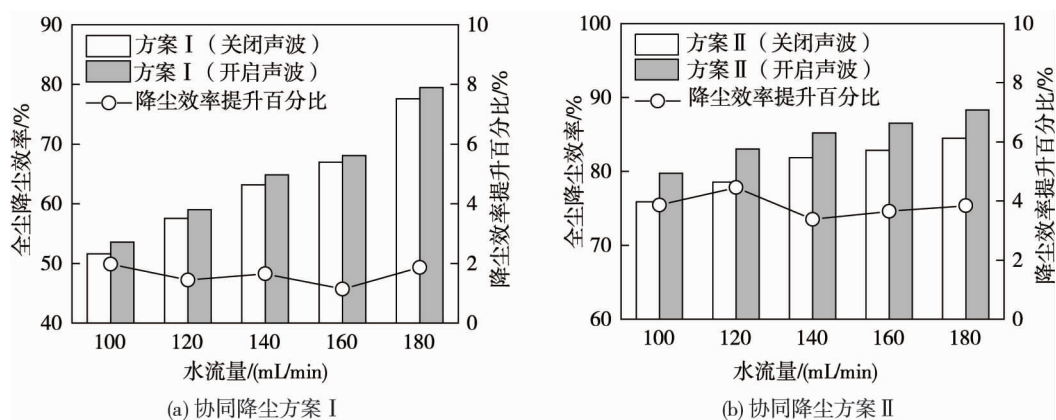 90
80
70
60
50
40
全尘降尘效率/%
方案Ⅰ（关闭声波）
方案Ⅰ（开启声波）
降尘效率提升百分比
10
8
6
4
2
0
降尘效率提升百分比/%
100 120 140 160 180
水流量/(mL/min)
(a) 协同降尘方案Ⅰ
100
90
80
70
60
全尘降尘效率/%
方案Ⅱ（关闭声波）
方案Ⅱ（开启声波）
降尘效率提升百分比
10
8
6
4
2
0
降尘效率提升百分比/%
100 120 140 160 180
水流量/(mL/min)
(b) 协同降尘方案Ⅱ